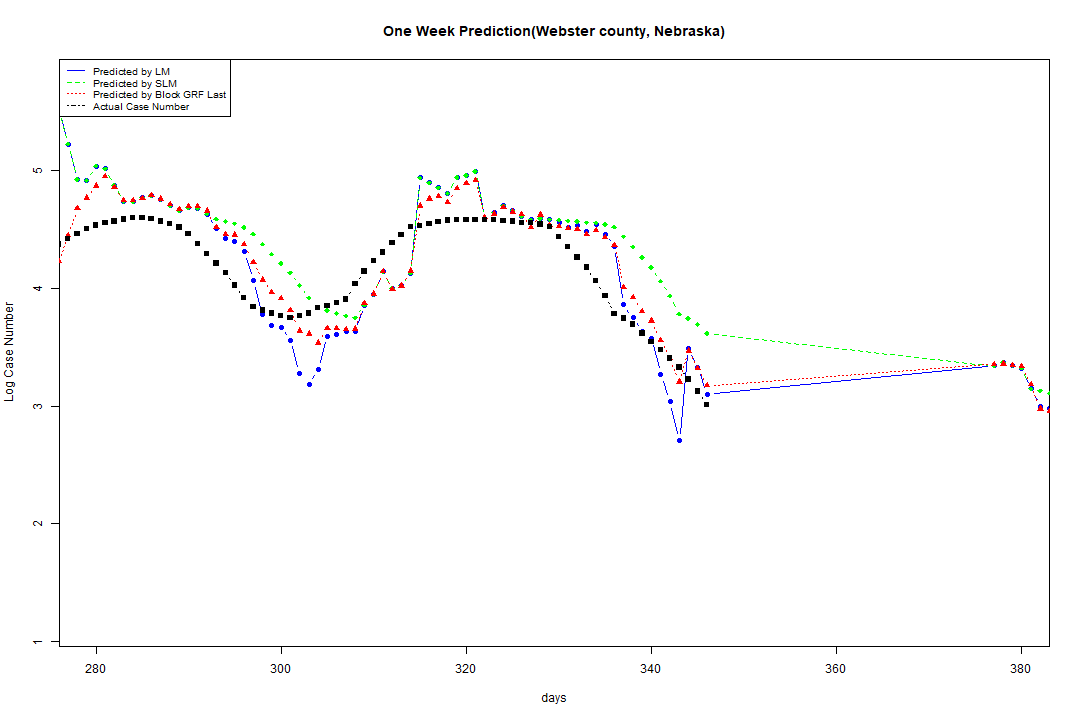 One Week Prediction(Webster county, Nebraska)
Predicted by LM
Predicted by SLM
Predicted by Block GRF Last
Actual Case Number
5
4
3
2
1
Log Case Number
280
300
320
340
360
380
days